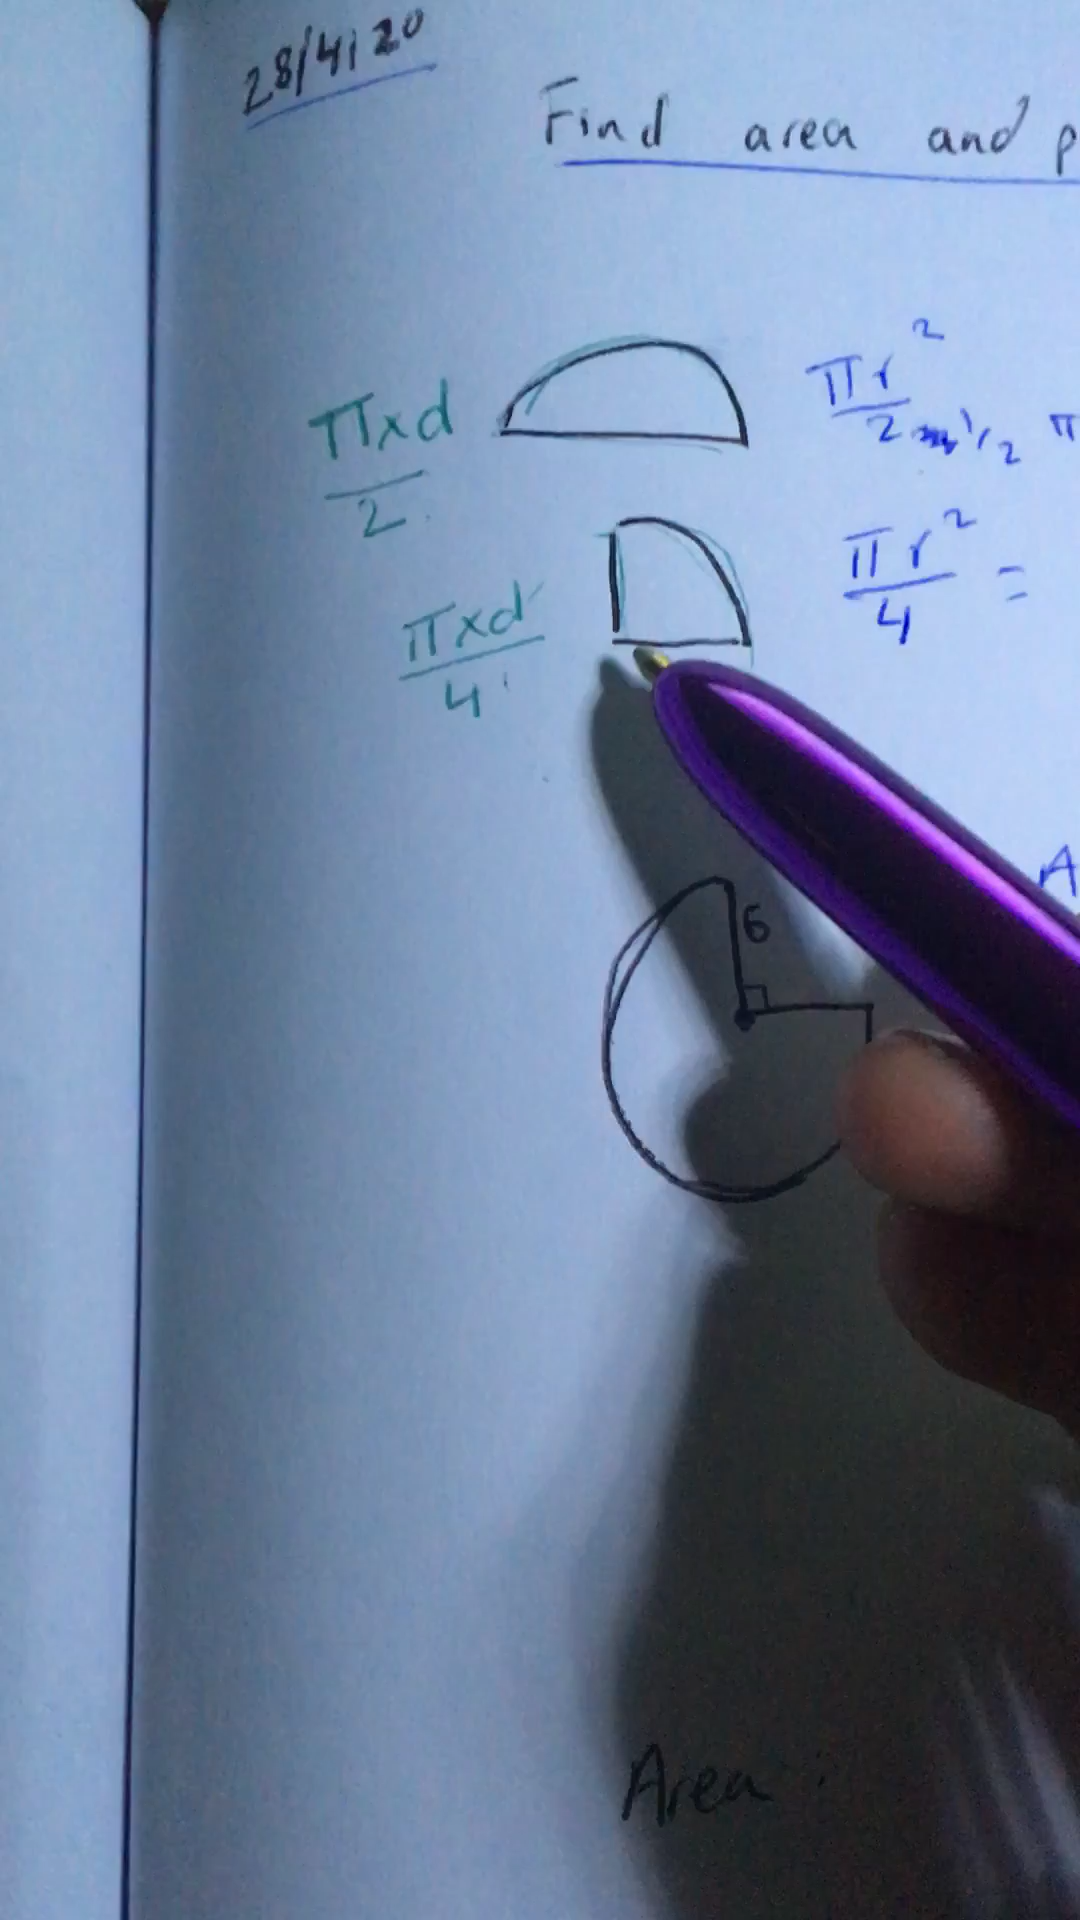 28/4/20
Find area and p
π×d/2
πr²/2 1/2 π
π×d/4
πr²/4 =
A
6
Area :